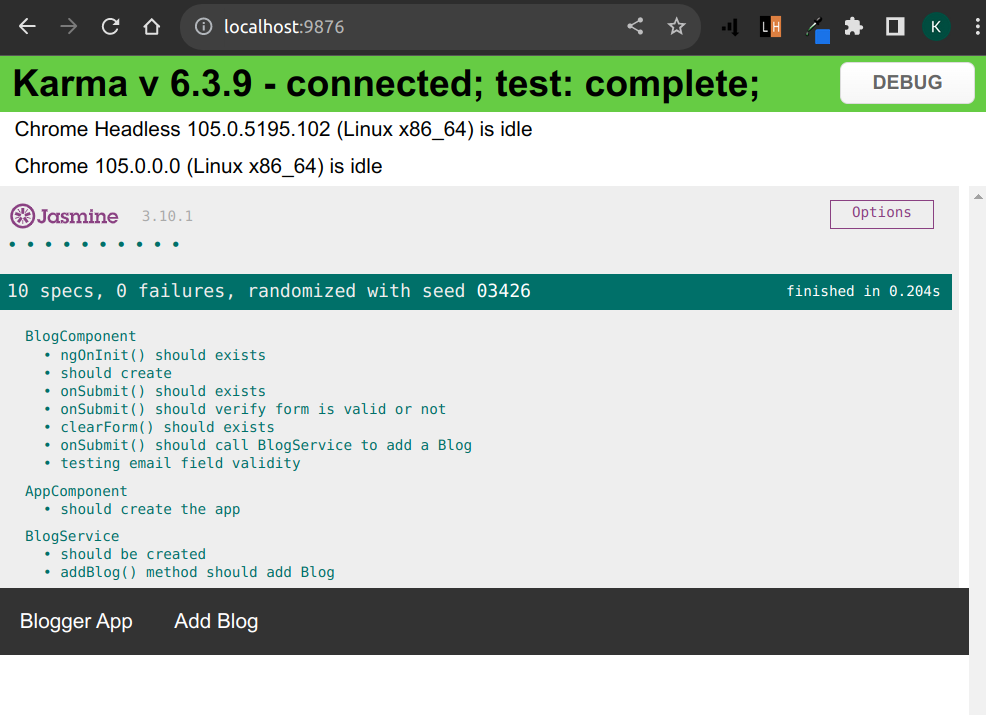 localhost:9876
LH
K
Karma v 6.3.9 - connected; test: complete;
DEBUG
Chrome Headless 105.0.5195.102 (Linux x86_64) is idle
Chrome 105.0.0.0 (Linux x86_64) is idle
Jasmine 3.10.1
Options
10 specs, 0 failures, randomized with seed 03426
finished in 0.204s
BlogComponent
• ngOnInit() should exists
• should create
• onSubmit() should exists
• onSubmit() should verify form is valid or not
• clearForm() should exists
• onSubmit() should call BlogService to add a Blog
• testing email field validity
AppComponent
• should create the app
BlogService
• should be created
• addBlog() method should add Blog
Blogger App
Add Blog